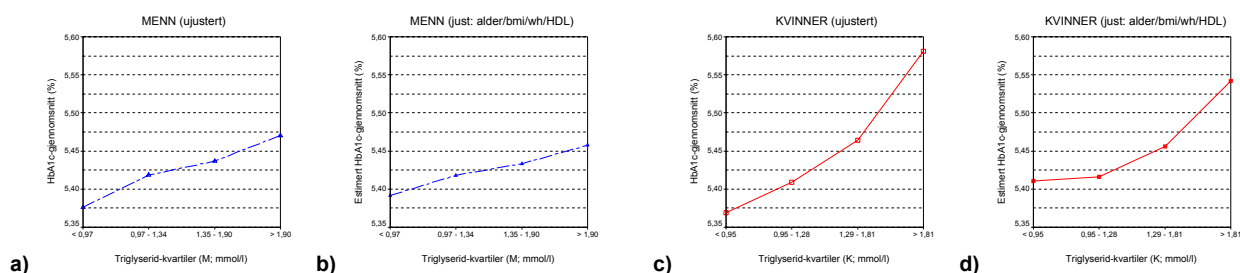 MENN (ujustert)
5,60
5,55
5,50
5,45
5,40
5,35
HbA1c-gjennomsnitt (%)
< 0,97
0,97 - 1,34
1,35 - 1,90
> 1,90
Triglyserid-kvartiler (M; mmol/l)
a)
MENN (just: alder/bmi/wh/HDL)
5,60
5,55
5,50
5,45
5,40
5,35
Estimert HbA1c-gjennomsnitt (%)
< 0,97
0,97 - 1,34
1,35 - 1,90
> 1,90
Triglyserid-kvartiler (M; mmol/l)
b)
KVINNER (ujustert)
5,60
5,55
5,50
5,45
5,40
5,35
HbA1c-gjennomsnitt (%)
< 0,95
0,95 - 1,28
1,29 - 1,81
> 1,81
Triglyserid-kvartiler (K; mmol/l)
c)
KVINNER (just: alder/bmi/wh/HDL)
5,60
5,55
5,50
5,45
5,40
5,35
Estimert HbA1c-gjennomsnitt (%)
< 0,95
0,95 - 1,28
1,29 - 1,81
> 1,81
Triglyserid-kvartiler (K; mmol/l)
d)